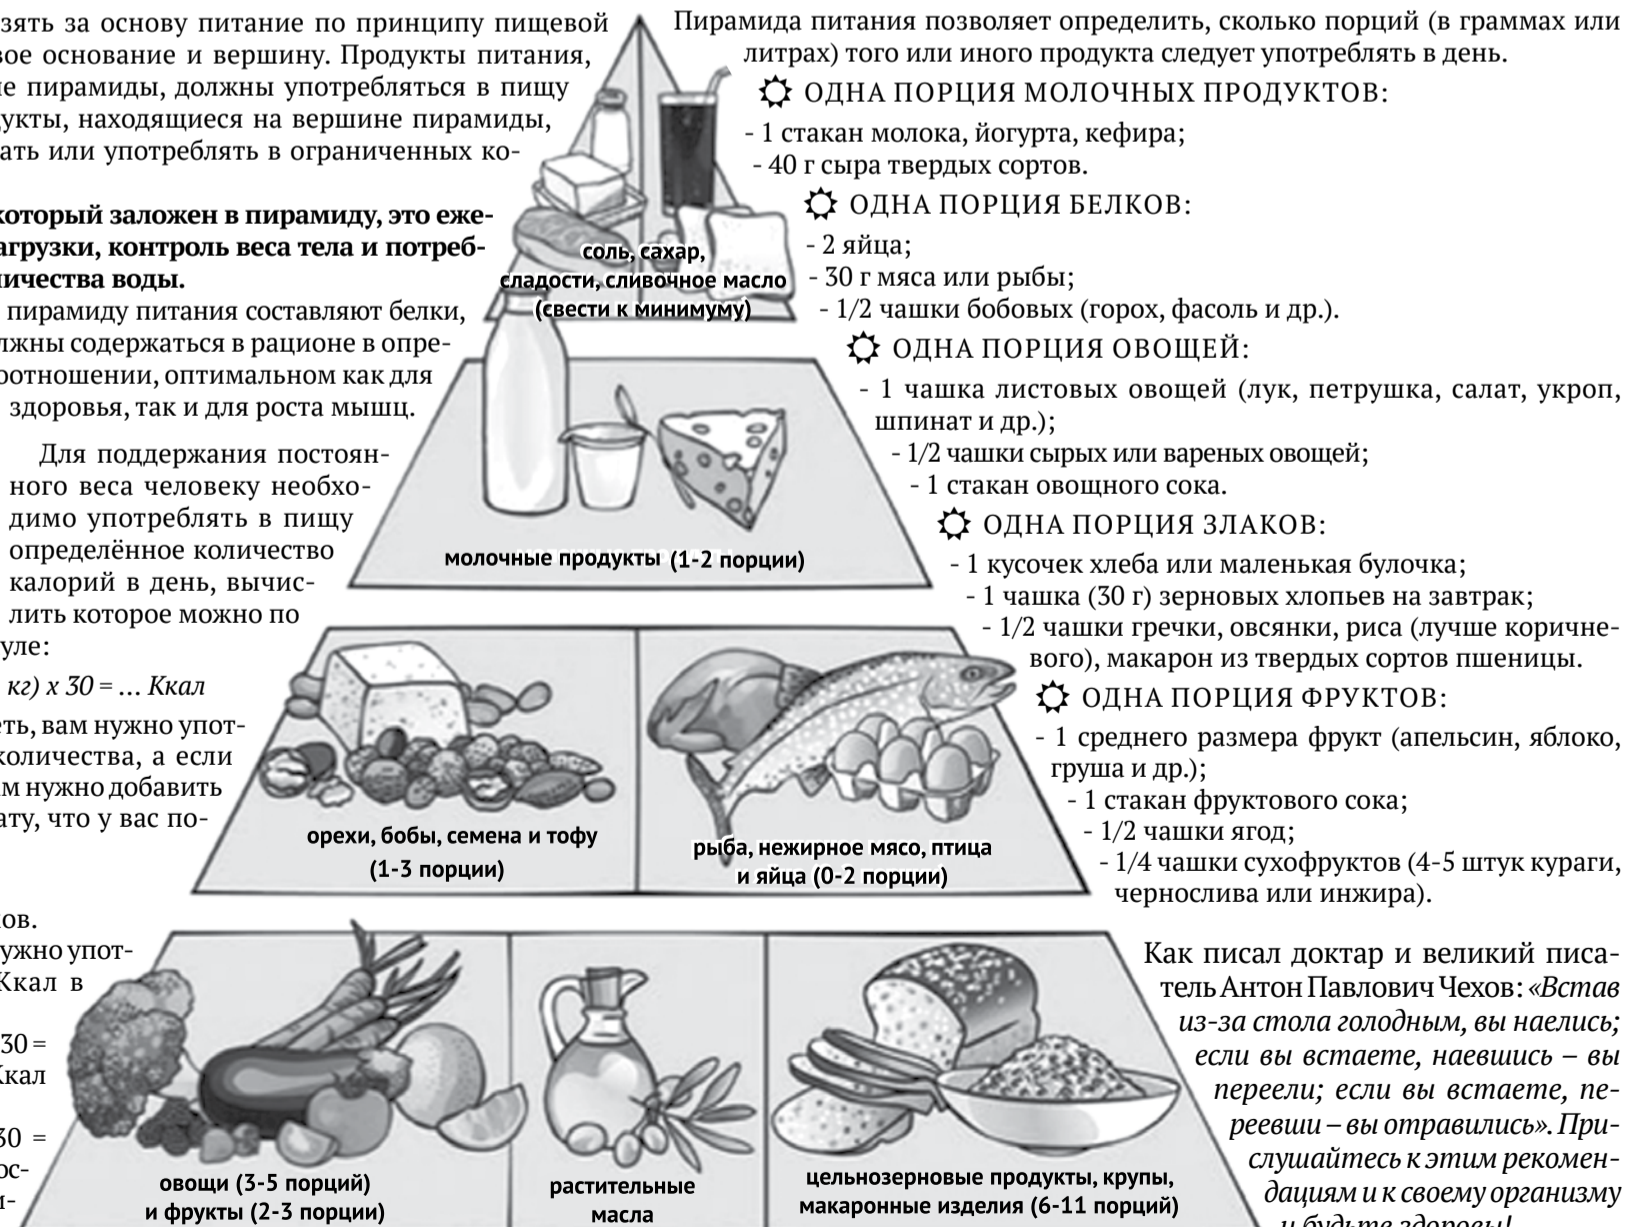 зять за основу питание по принципу пищевой
вое основание и вершину. Продукты питания,
пирамиды, должны употребляться в пищу
дукты, находящиеся на вершине пирамиды,
ать или употреблять в ограниченных ко-
который заложен в пирамиду, это еже-
агрузки, контроль веса тела и потреб-
личества воды.
пирамиду питания составляют белки,
лжны содержаться в рационе в опре-
оотношении, оптимальном как для
здоровья, так и для роста мышц.
Для поддержания постоян-
ного веса человеку необхо-
димо употреблять в пищу
определённое количество
калорий в день, вычис-
лить которое можно по
уле:
кг) х 30 = ... Ккал
еть, вам нужно упот-
количества, а если
ам нужно добавить
ату, что у вас по-
ков.
ужно упот-
Ккал в
30 =
Ккал
30 =
ос-
соль, сахар,
сладости, сливочное масло
(свести к минимуму)
молочные продукты (1-2 порции)
орехи, бобы, семена и тофу
(1-3 порции)
рыба, нежирное мясо, птица
и яйца (0-2 порции)
овощи (3-5 порций)
и фрукты (2-3 порции)
растительные
масла
цельнозерновые продукты, крупы,
макаронные изделия (6-11 порций)
Пирамида питания позволяет определить, сколько порций (в граммах или
литрах) того или иного продукта следует употреблять в день.
ОДНА ПОРЦИЯ МОЛОЧНЫХ ПРОДУКТОВ:
- 1 стакан молока, йогурта, кефира;
- 40 г сыра твердых сортов.
ОДНА ПОРЦИЯ БЕЛКОВ:
- 2 яйца;
- 30 г мяса или рыбы;
- 1/2 чашки бобовых (горох, фасоль и др.).
ОДНА ПОРЦИЯ ОВОЩЕЙ:
- 1 чашка листовых овощей (лук, петрушка, салат, укроп,
шпинат и др.);
- 1/2 чашки сырых или вареных овощей;
- 1 стакан овощного сока.
ОДНА ПОРЦИЯ ЗЛАКОВ:
- 1 кусочек хлеба или маленькая булочка;
- 1 чашка (30 г) зерновых хлопьев на завтрак;
- 1/2 чашки гречки, овсянки, риса (лучше коричне-
вого), макарон из твердых сортов пшеницы.
ОДНА ПОРЦИЯ ФРУКТОВ:
- 1 среднего размера фрукт (апельсин, яблоко,
груша и др.);
- 1 стакан фруктового сока;
- 1/2 чашки ягод;
- 1/4 чашки сухофруктов (4-5 штук кураги,
чернослива или инжира).
Как писал доктар и великий писа-
тель Антон Павлович Чехов: «Встав
из-за стола голодным, вы наелись;
если вы встаете, наевшись – вы
переели; если вы встаете, пе-
реевши – вы отравились». При-
слушайтесь к этим рекомен-
дациям и к своему организму
и будьте здоровы!